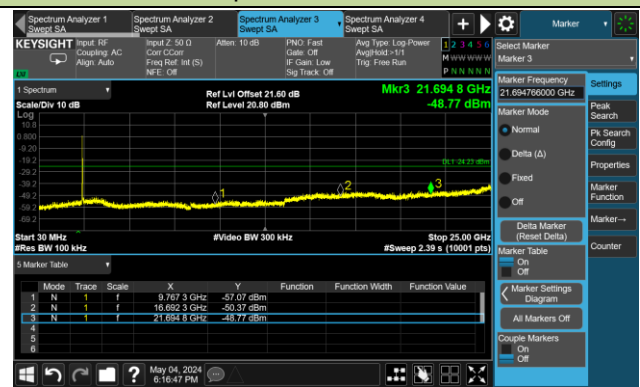 Spectrum Analyzer 1
Swept SA
Spectrum Analyzer 2
Swept SA
Spectrum Analyzer 3
Swept SA
Spectrum Analyzer 4
Swept SA
Marker
KEYSIGHT
Input: RF
Coupling: AC
Align: Auto
Input Z: 50 Ω
Corr CCorr
Freq Ref: Int (S)
NFE: Off
Atten: 10 dB
PNO: Fast
Gate: Off
IF Gain: Low
Sig Track: Off
Avg Type: Log-Power
Avg|Hold:>1/1
Trig: Free Run
1 2 3 4 5 6
M W W W W W
P N N N N N
Select Marker
Marker 3
1 Spectrum
Scale/Div 10 dB
Log
Ref Lvl Offset 21.60 dB
Ref Level 20.80 dBm
Mkr3 21.694 8 GHz
-48.77 dBm
10.8
0.800
-9.20
-19.2
-29.2
-39.2
-49.2
-59.2
-69.2
DL1 -24.23 dBm
1
2
3
Start 30 MHz
#Res BW 100 kHz
#Video BW 300 kHz
Stop 25.00 GHz
#Sweep 2.39 s (10001 pts)
5 Marker Table
Mode Trace Scale X Y Function Function Width Function Value
1 N 1 f 9.767 3 GHz -57.07 dBm
2 N 1 f 16.692 3 GHz -50.37 dBm
3 N 1 f 21.694 8 GHz -48.77 dBm
4
5
6
Marker Frequency
21.694766000 GHz
Marker Mode
Normal
Delta (Δ)
Fixed
Off
Delta Marker
(Reset Delta)
Marker Table
On
Off
Marker Settings
Diagram
All Markers Off
Couple Markers
On
Off
Settings
Peak
Search
Pk Search
Config
Properties
Marker
Function
Marker→
Counter
?
May 04, 2024
6:16:47 PM